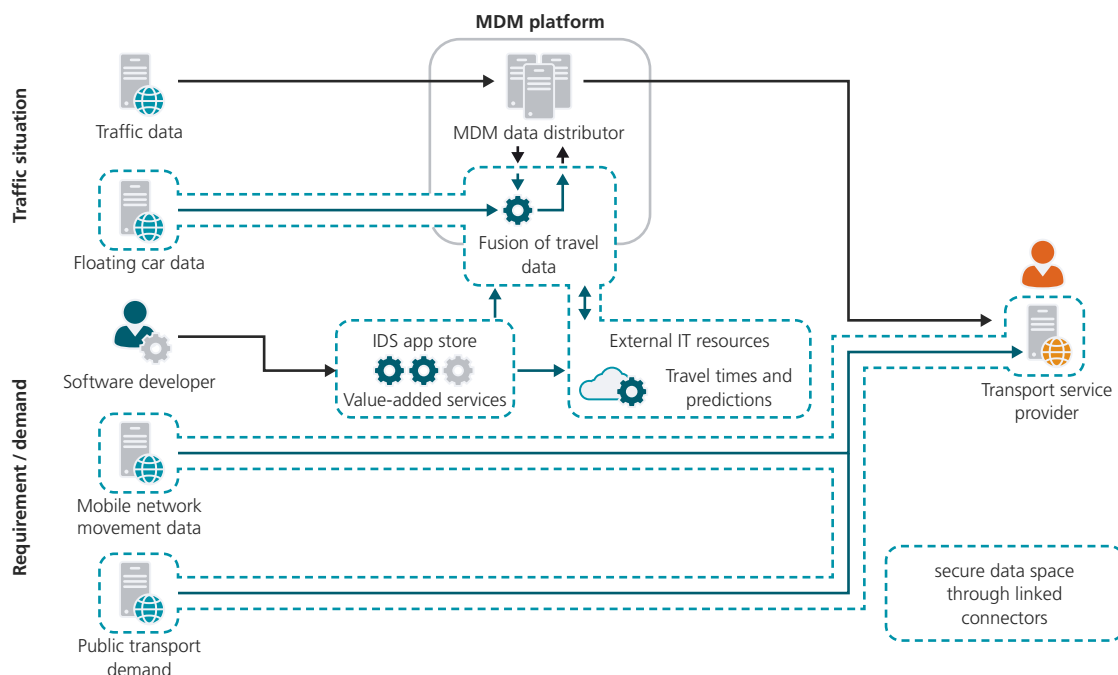 MDM platform
Traffic situation
Traffic data
MDM data distributor
Floating car data
Fusion of travel
data
Software developer
IDS app store
Value-added services
External IT resources
Travel times and
predictions
Transport service
provider
Requirement / demand
Mobile network
movement data
Public transport
demand
secure data space
through linked
connectors